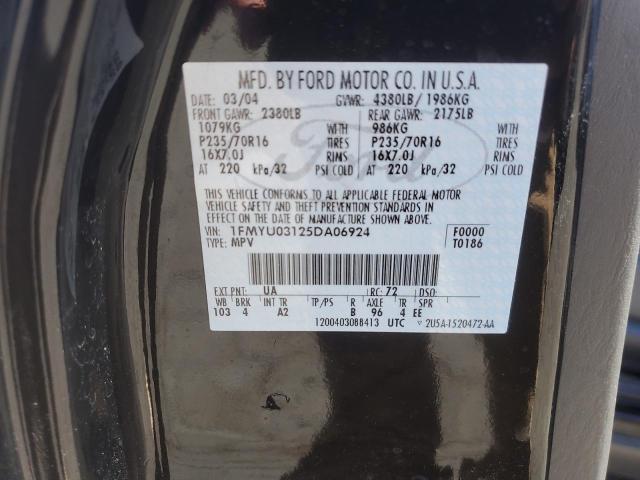 MFD. BY FORD MOTOR CO. IN U.S.A.
DATE: 03/04 GVWR: 4380LB/ 1986KG
FRONT GAWR: 2380LB REAR GAWR: 2175LB
1079KG WITH 986KG WITH
P235/70R16 TIRES P235/70R16 TIRES
16X7.0J RIMS 16X7.0J RIMS
AT 220 kPa/32 PSI COLD AT 220 kPa/32 PSI COLD
THIS VEHICLE CONFORMS TO ALL APPLICABLE FEDERAL MOTOR
VEHICLE SAFETY AND THEFT PREVENTION STANDARDS IN
EFFECT ON THE DATE OF MANUFACTURE SHOWN ABOVE.
VIN: 1FMYU03125DA06924 F0000
TYPE: MPV T0186
EXT PNT: UA RC: 72 DSO:
WB BRK INT TR TP/PS R AXLE TR SPR
103 4 A2 B 96 4 EE
Ford
12004030B8413 UTC 2U5A-1520472-AA